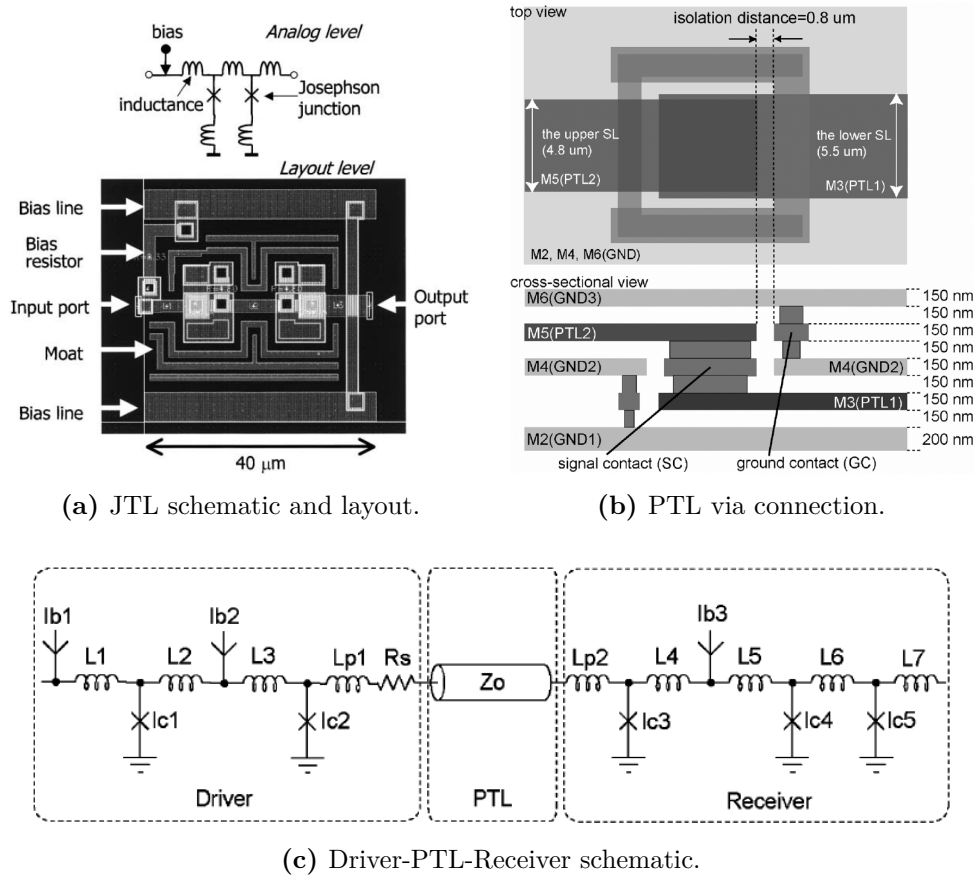 bias
Analog level
inductance
Josephson
junction
Layout level
Bias line
Bias
resistor
Input port
Output
port
Moat
Bias line
40 μm
(a) JTL schematic and layout.
top view
isolation distance=0.8 um
the upper SL
(4.8 um)
the lower SL
(5.5 um)
M5(PTL2)
M3(PTL1)
M2, M4, M6(GND)
cross-sectional view
M6(GND3)
150 nm
150 nm
M5(PTL2)
150 nm
150 nm
M4(GND2)
M4(GND2)
150 nm
150 nm
M3(PTL1)
150 nm
150 nm
M2(GND1)
200 nm
signal contact (SC)
ground contact (GC)
(b) PTL via connection.
Ib1
Ib2
Ib3
L1
L2
L3
Lp1
Rs
Zo
Lp2
L4
L5
L6
L7
Ic1
Ic2
Ic3
Ic4
Ic5
Driver
PTL
Receiver
(c) Driver-PTL-Receiver schematic.